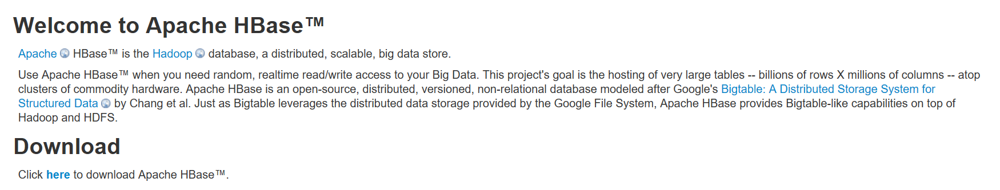 Welcome to Apache HBase™
Apache HBase™ is the Hadoop database, a distributed, scalable, big data store.
Use Apache HBase™ when you need random, realtime read/write access to your Big Data. This project's goal is the hosting of very large tables -- billions of rows X millions of columns -- atop
clusters of commodity hardware. Apache HBase is an open-source, distributed, versioned, non-relational database modeled after Google's Bigtable: A Distributed Storage System for
Structured Data by Chang et al. Just as Bigtable leverages the distributed data storage provided by the Google File System, Apache HBase provides Bigtable-like capabilities on top of
Hadoop and HDFS.
Download
Click here to download Apache HBase™.